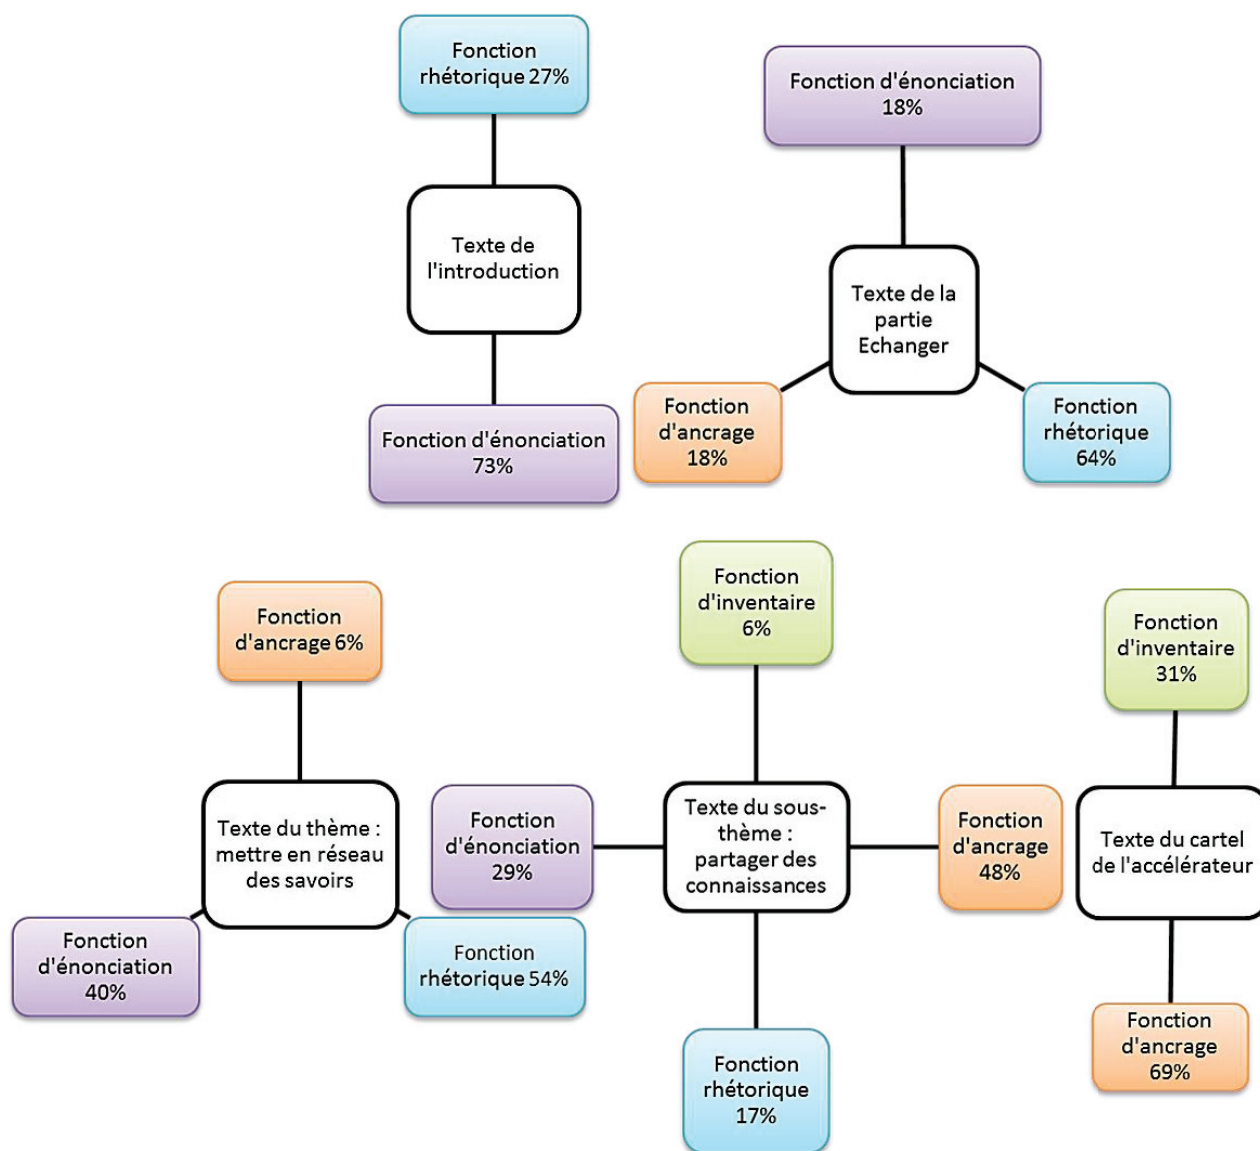 Fonction
rhétorique 27%
Texte de
l'introduction
Fonction d'énonciation
73%
Fonction d'énonciation
18%
Texte de la
partie
Echanger
Fonction
d'ancrage
18%
Fonction
rhétorique
64%
Fonction
d'ancrage 6%
Texte du thème :
mettre en réseau
des savoirs
Fonction
d'énonciation
40%
Fonction
rhétorique 54%
Fonction
d'inventaire
6%
Fonction
d'énonciation
29%
Texte du sous-
thème :
partager des
connaissances
Fonction
d'ancrage
48%
Fonction
rhétorique
17%
Fonction
d'inventaire
31%
Texte du cartel
de l'accélérateur
Fonction
d'ancrage
69%